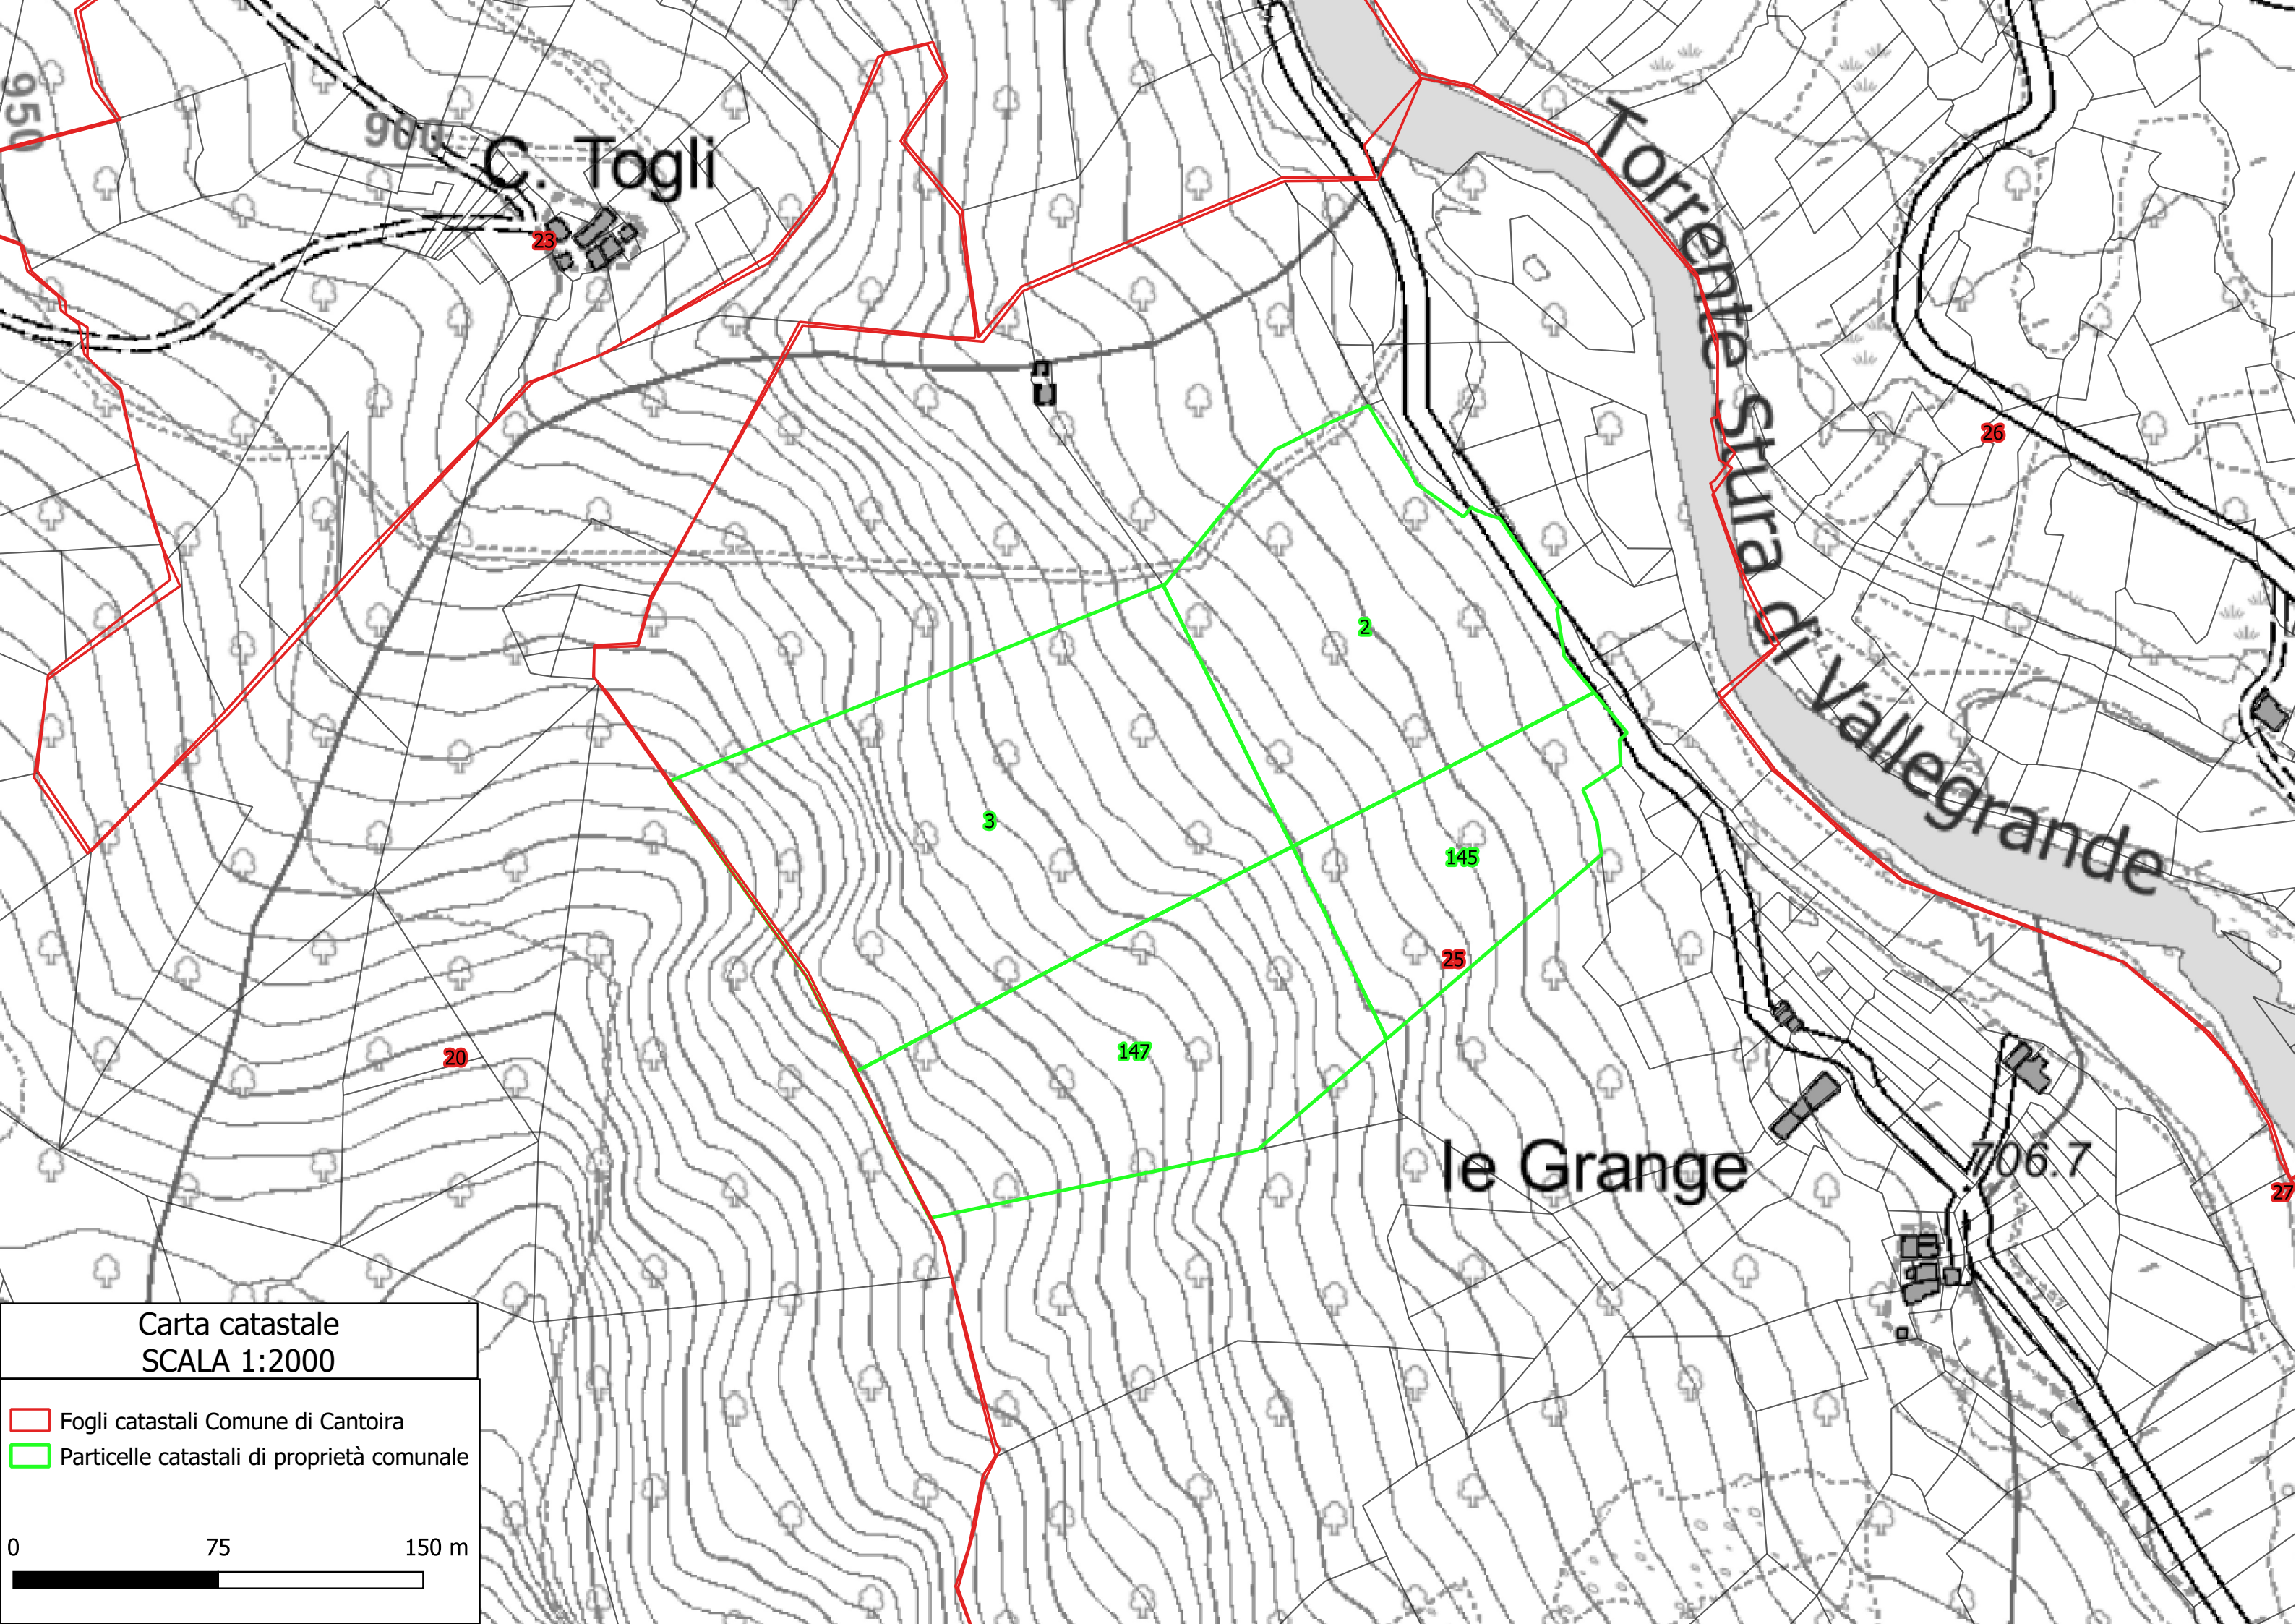 950
900
C. Togli
23
Torrente Stura di Vallegrande
26
2
3
145
25
147
20
le Grange
706.7
27
Carta catastale
SCALA 1:2000
Fogli catastali Comune di Cantoira
Particelle catastali di proprietà comunale
0 75 150 m